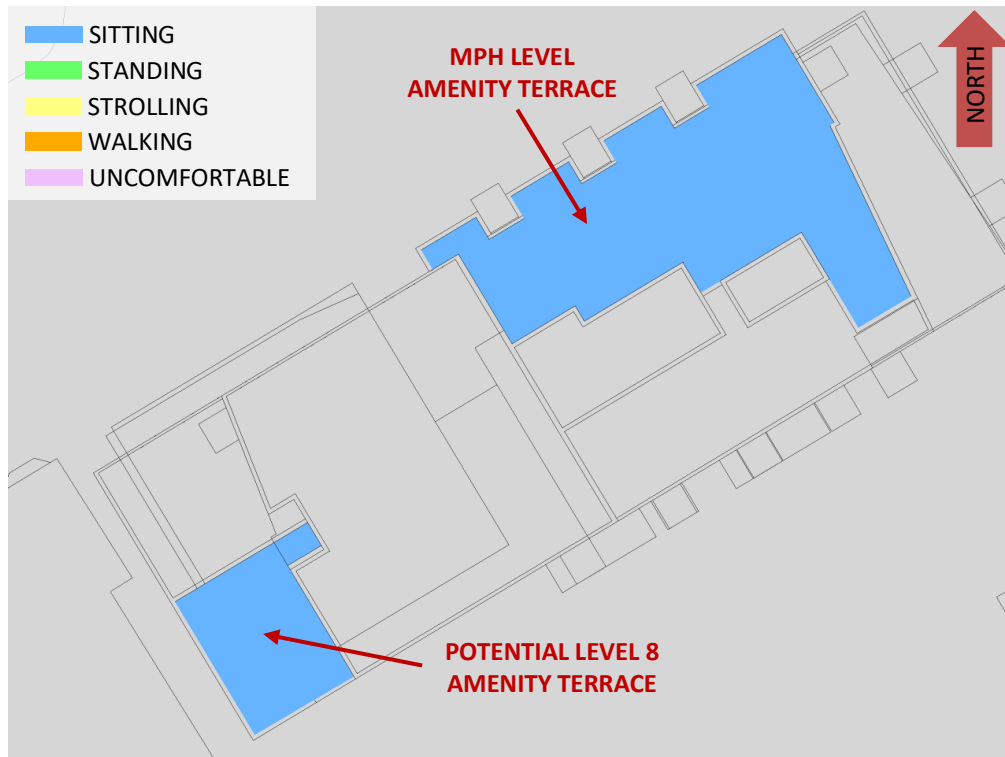 SITTING
STANDING
STROLLING
WALKING
UNCOMFORTABLE
MPH LEVEL
AMENITY TERRACE
NORTH
POTENTIAL LEVEL 8
AMENITY TERRACE